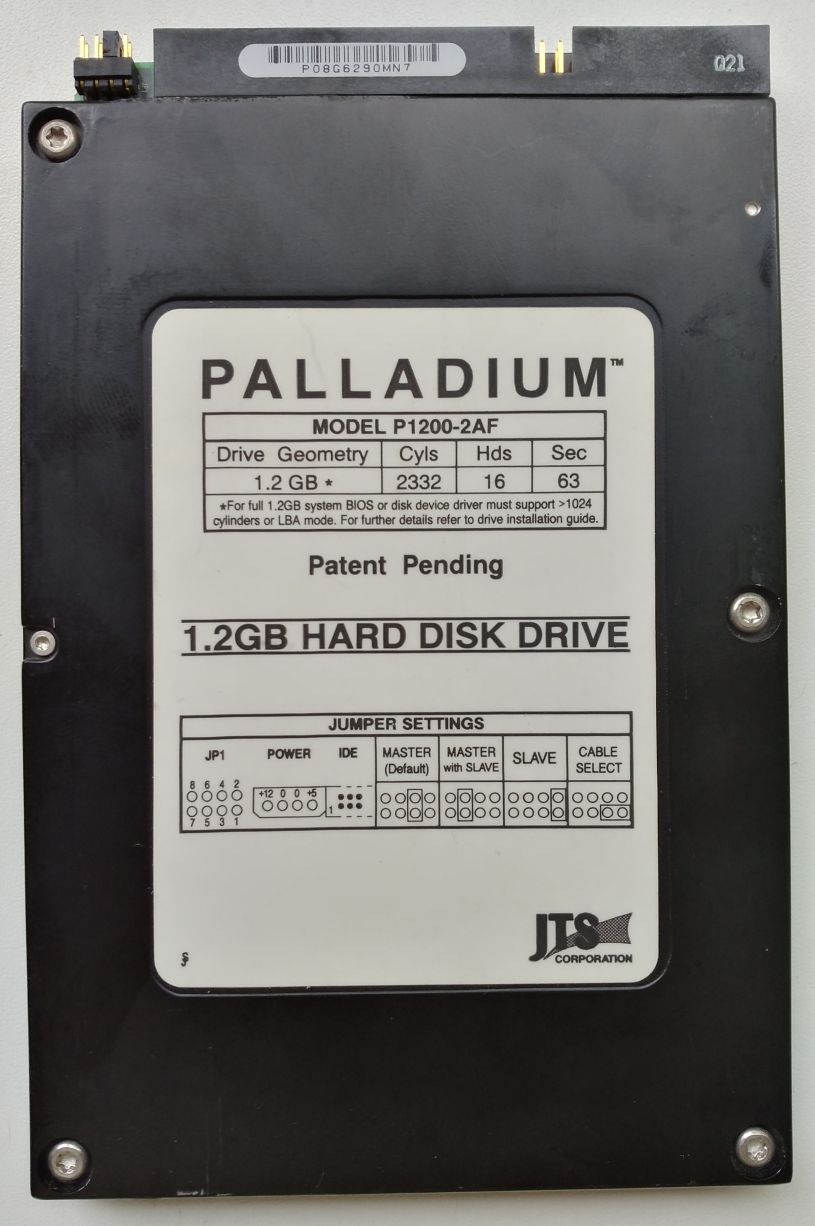 P08G6290MN7
021
PALLADIUM™
MODEL P1200-2AF
Drive Geometry Cyls Hds Sec
1.2 GB * 2332 16 63
*For full 1.2GB system BIOS or disk device driver must support >1024
cylinders or LBA mode. For further details refer to drive installation guide.
Patent Pending
1.2GB HARD DISK DRIVE
JUMPER SETTINGS
JP1 POWER IDE MASTER (Default) MASTER with SLAVE SLAVE CABLE SELECT
8 6 4 2
+12 0 0 +5
1
7 5 3 1
JTS
CORPORATION